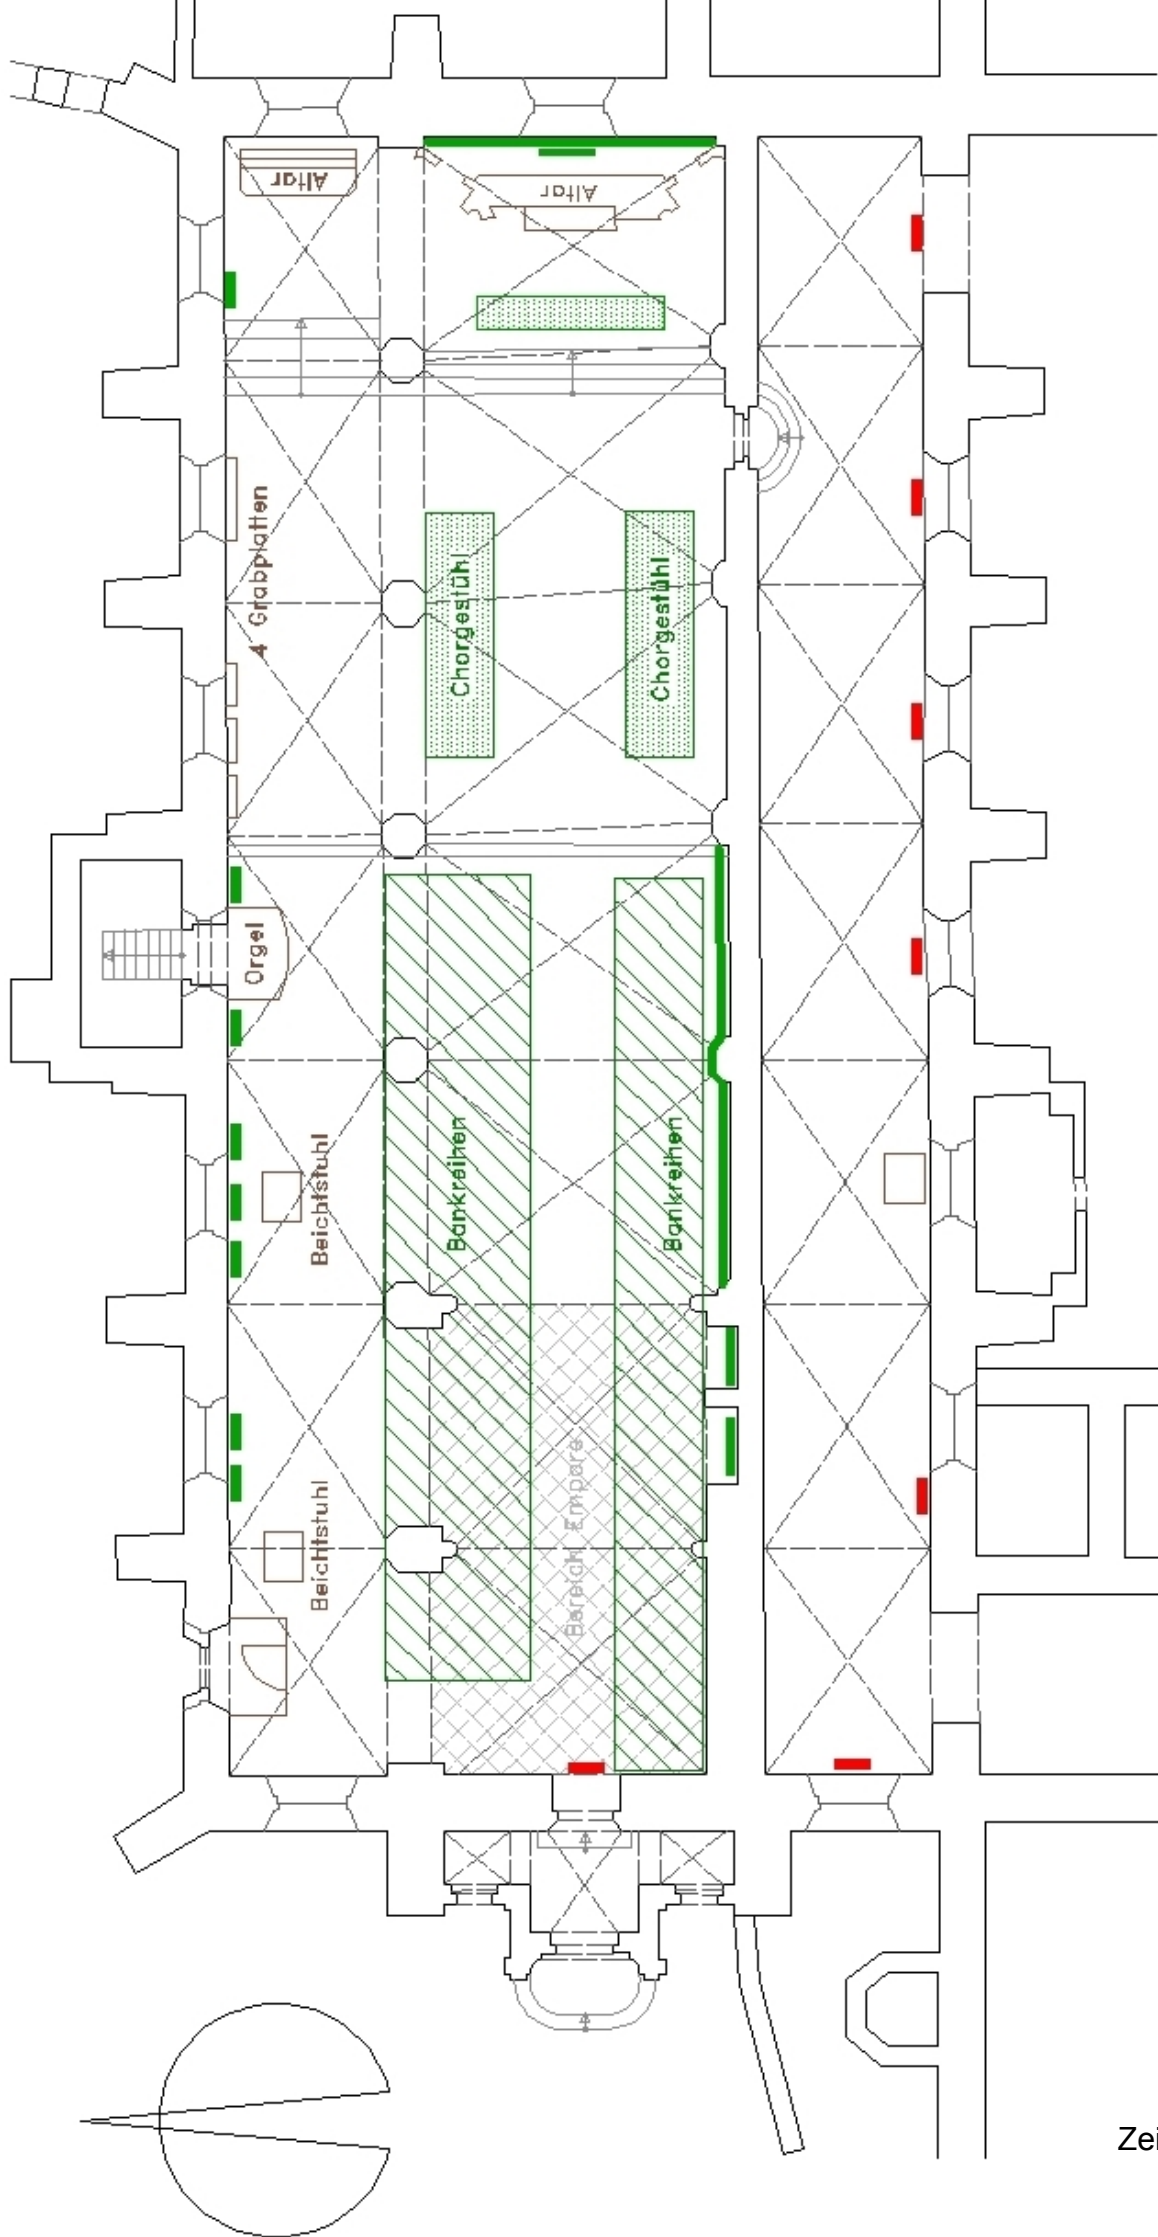 Altar
Altar
4 Grabplatten
Chorgestühl
Chorgestühl
Orgel
Beichtstuhl
Bankreihen
Bankreihen
Bereich Empore
Beichtstuhl
Zei